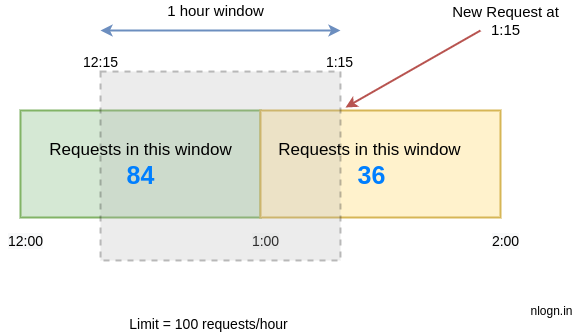 1 hour window
New Request at
1:15
12:15
1:15
Requests in this window
84
Requests in this window
36
12:00
1:00
2:00
nlogn.in
Limit = 100 requests/hour